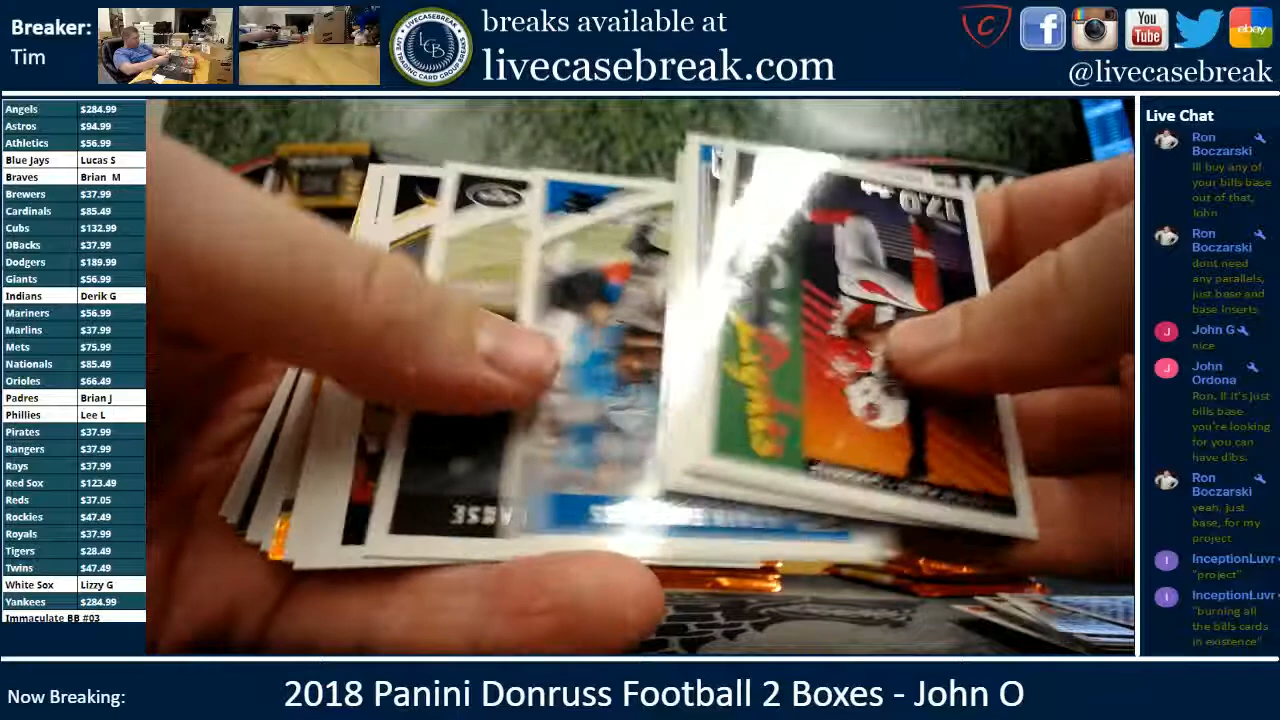 Breaker:
Tim
LCB
breaks available at
livecasebreak.com
You
Tube
ebay
@livecasebreak
Angels $284.99
Astros $94.99
Athletics $56.99
Blue Jays Lucas S
Braves Brian M
Brewers $37.99
Cardinals $85.49
Cubs $132.99
DBacks $37.99
Dodgers $189.99
Giants $56.99
Indians Derik G
Mariners $56.99
Marlins $37.99
Mets $75.99
Nationals $85.49
Orioles $66.49
Padres Brian J
Phillies Lee L
Pirates $37.99
Rangers $37.99
Rays $37.99
Red Sox $123.49
Reds $37.05
Rockies $47.49
Royals $37.99
Tigers $28.49
Twins $47.49
White Sox Lizzy G
Yankees $284.99
Immaculate BB #03
Live Chat
Ron
Boczarski
Ill buy any of
your bills base
out of that,
John
Ron
Boczarski
dont need
any parallels,
just base and
base inserts
J John G
nice
J John
Ordona
Ron. If it's just
bills base
you're looking
for you can
have dibs.
Ron
Boczarski
yeah, just
base, for my
project
I InceptionLuvr
"project"
I InceptionLuvr
"burning all
the bills cards
in existence"
Now Breaking:
2018 Panini Donruss Football 2 Boxes - John O